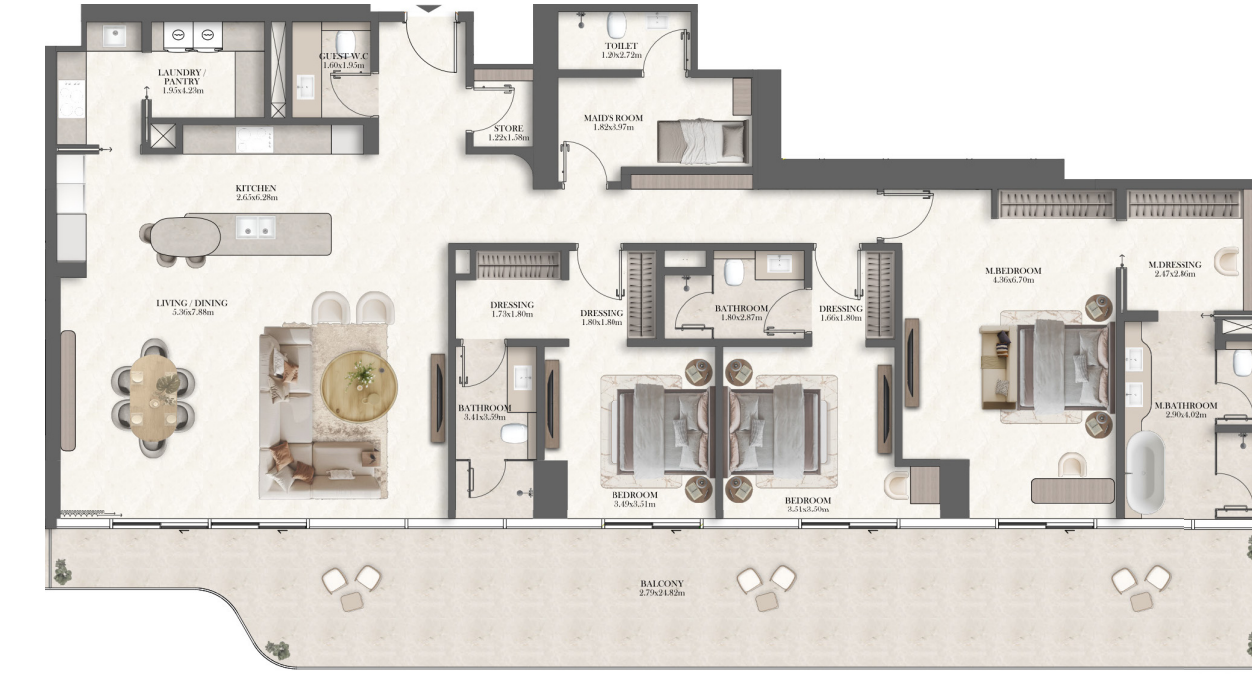 TOILET
1.20x2.72m
GUEST W.C
1.60x1.95m
LAUNDRY /
PANTRY
1.95x4.23m
STORE
1.22x1.58m
MAID'S ROOM
1.82x3.97m
KITCHEN
2.65x6.28m
LIVING / DINING
5.36x7.88m
DRESSING
1.73x1.80m
DRESSING
1.80x1.80m
BATHROOM
1.80x2.87m
DRESSING
1.66x1.80m
M.BEDROOM
4.36x6.70m
M.DRESSING
2.47x2.86m
BATHROOM
3.41x3.59m
M.BATHROOM
2.90x4.02m
BEDROOM
3.49x3.51m
BEDROOM
3.51x3.50m
BALCONY
2.79x24.82m